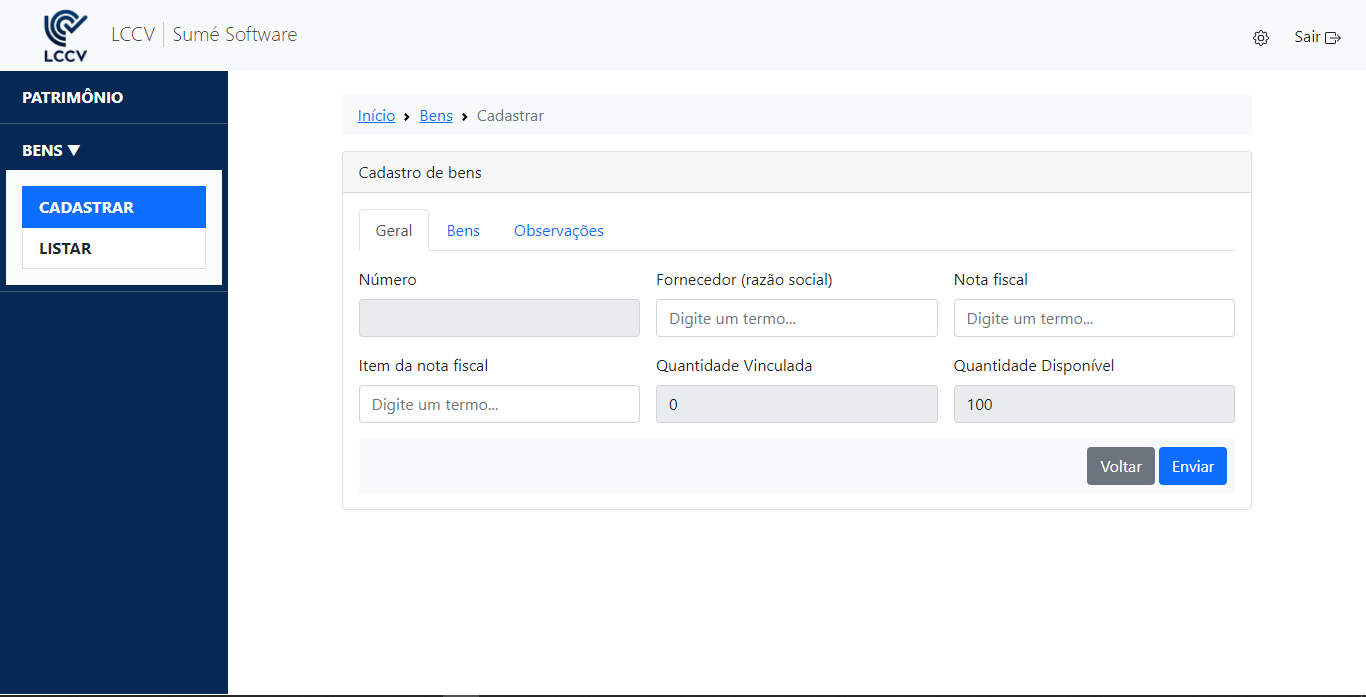 LCCV
LCCV | Sumé Software
Sair
PATRIMÔNIO
BENS ▼
CADASTRAR
LISTAR
Início > Bens > Cadastrar
Cadastro de bens
Geral Bens Observações
Número Fornecedor (razão social) Nota fiscal
Digite um termo... Digite um termo...
Item da nota fiscal Quantidade Vinculada Quantidade Disponível
Digite um termo... 0 100
Voltar Enviar